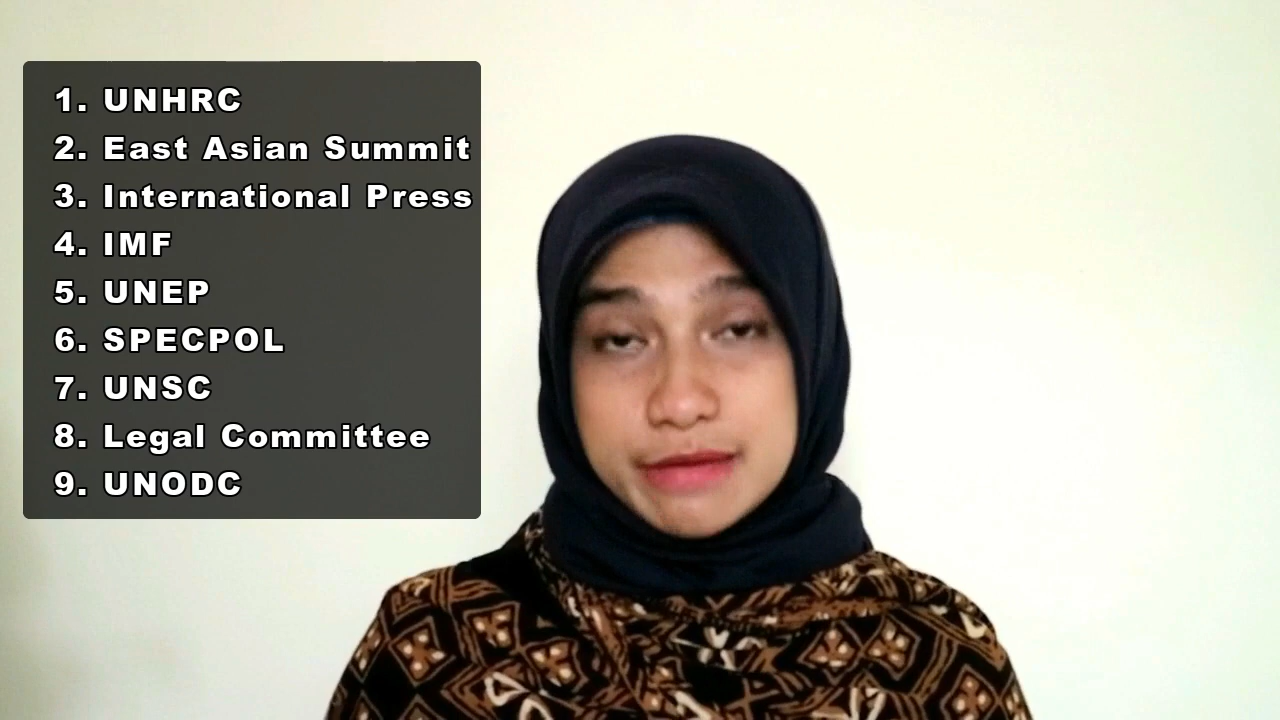 1. UNHRC
2. East Asian Summit
3. International Press
4. IMF
5. UNEP
6. SPECPOL
7. UNSC
8. Legal Committee
9. UNODC